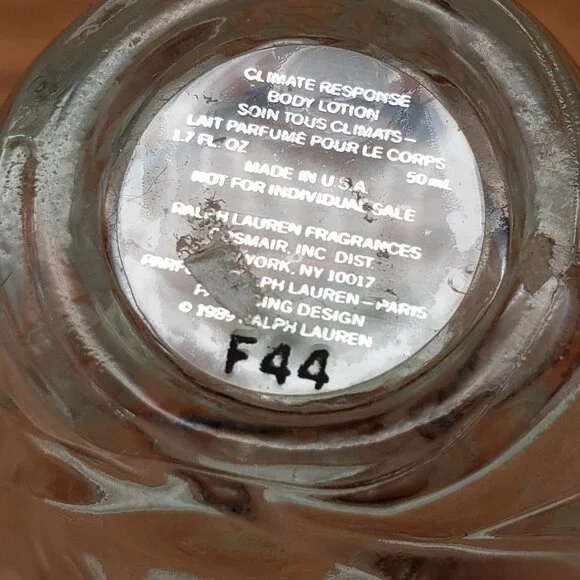 CLIMATE RESPONSE
BODY LOTION
SOIN TOUS CLIMATS —
LAIT PARFUMÉ POUR LE CORPS
1.7 FL. OZ 50 mL
MADE IN U.S.A.
NOT FOR INDIVIDUAL SALE
RALPH LAUREN FRAGRANCES
INC. DIST.
YORK, NY 10017
LAUREN — PARIS
DESIGN
© 1989 RALPH LAUREN
F44